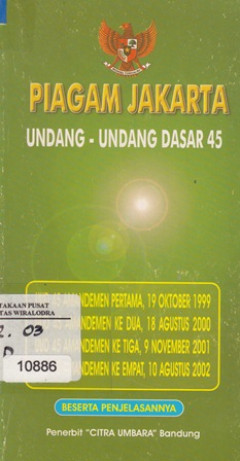 PIAGAM JAKARTA
UNDANG - UNDANG DASAR 45
TAKAAN PUSAT
TAS WIRALODRA
03
10886
AMANDEMEN PERTAMA, 19 OKTOBER 1999
45 AMANDEMEN KE DUA, 18 AGUSTUS 2000
45 AMANDEMEN KE TIGA, 9 NOVEMBER 2001
AMANDEMEN KE EMPAT, 10 AGUSTUS 2002
BESERTA PENJELASANNYA
Penerbit "CITRA UMBARA" Bandung